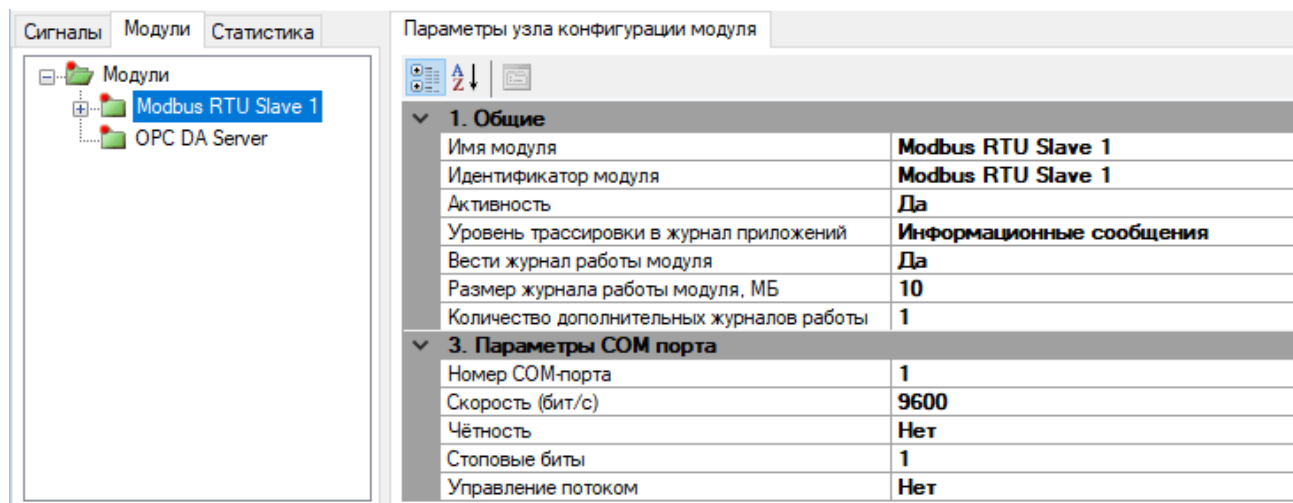 Сигналы Модули Статистика
Модули
Modbus RTU Slave 1
OPC DA Server
Параметры узла конфигурации модуля
1. Общие
Имя модуля Modbus RTU Slave 1
Идентификатор модуля Modbus RTU Slave 1
Активность Да
Уровень трассировки в журнал приложений Информационные сообщения
Вести журнал работы модуля Да
Размер журнала работы модуля, МБ 10
Количество дополнительных журналов работы 1
3. Параметры COM порта
Номер COM-порта 1
Скорость (бит/с) 9600
Чётность Нет
Стоповые биты 1
Управление потоком Нет